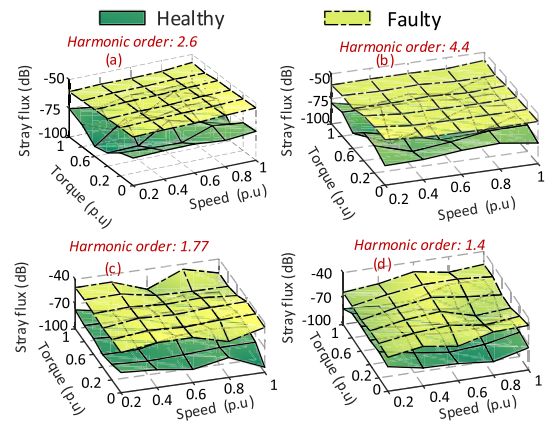 Healthy
Faulty
Harmonic order: 2.6
(a)
Stray flux (dB)
-50
-75
-100
1
0.6
0.2
0
Torque (p.u)
0.2
0.4
0.6
0.8
1
Speed (p.u)
Harmonic order: 4.4
(b)
Stray flux (dB)
-50
-75
-100
1
0.6
0.2
0
Torque (p.u)
0.2
0.4
0.6
0.8
1
Speed (p.u)
Harmonic order: 1.77
(c)
Stray flux (dB)
-40
-70
-100
1
0.6
0.2
0
Torque (p.u)
0.2
0.4
0.6
0.8
1
Speed (p.u)
Harmonic order: 1.4
(d)
Stray flux (dB)
-40
-70
-100
1
0.6
0.2
0
Torque (p.u)
0.2
0.4
0.6
0.8
1
Speed (p.u)